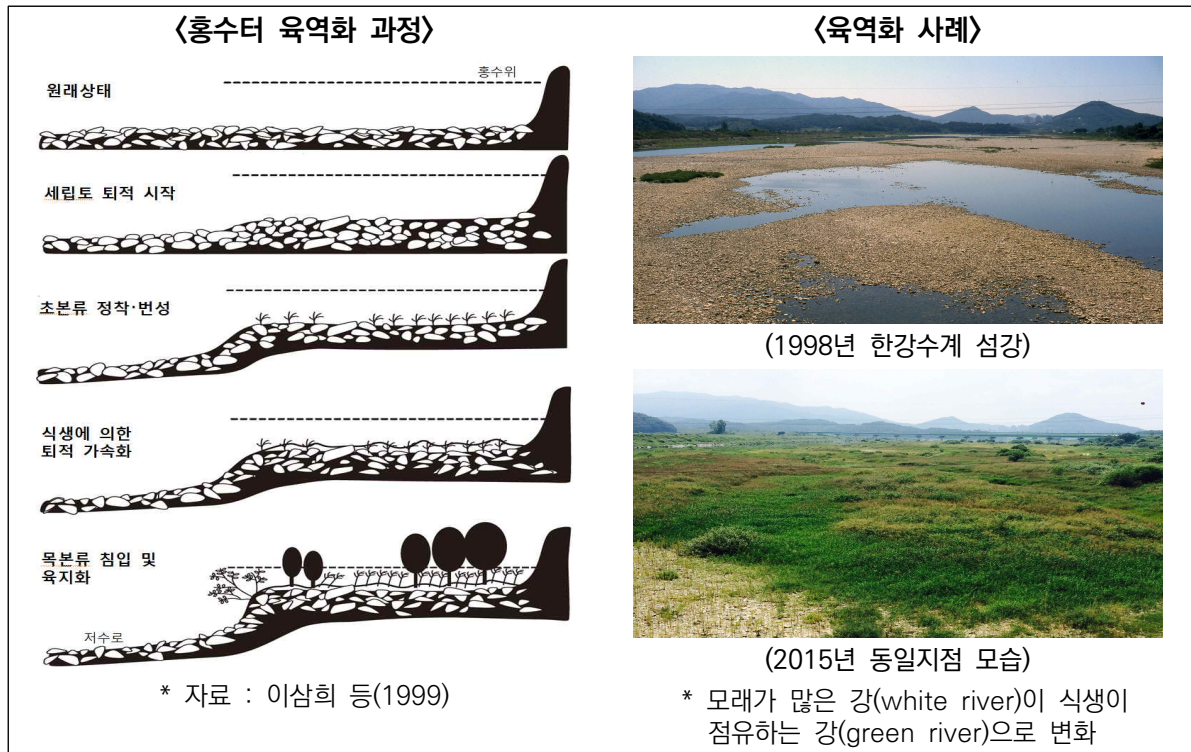 〈홍수터 육역화 과정〉
홍수위
원래상태
세립토 퇴적 시작
초본류 정착·번성
식생에 의한
퇴적 가속화
목본류 침입 및
육지화
저수로
* 자료 : 이삼희 등(1999)
〈육역화 사례〉
(1998년 한강수계 섬강)
(2015년 동일지점 모습)
* 모래가 많은 강(white river)이 식생이
점유하는 강(green river)으로 변화